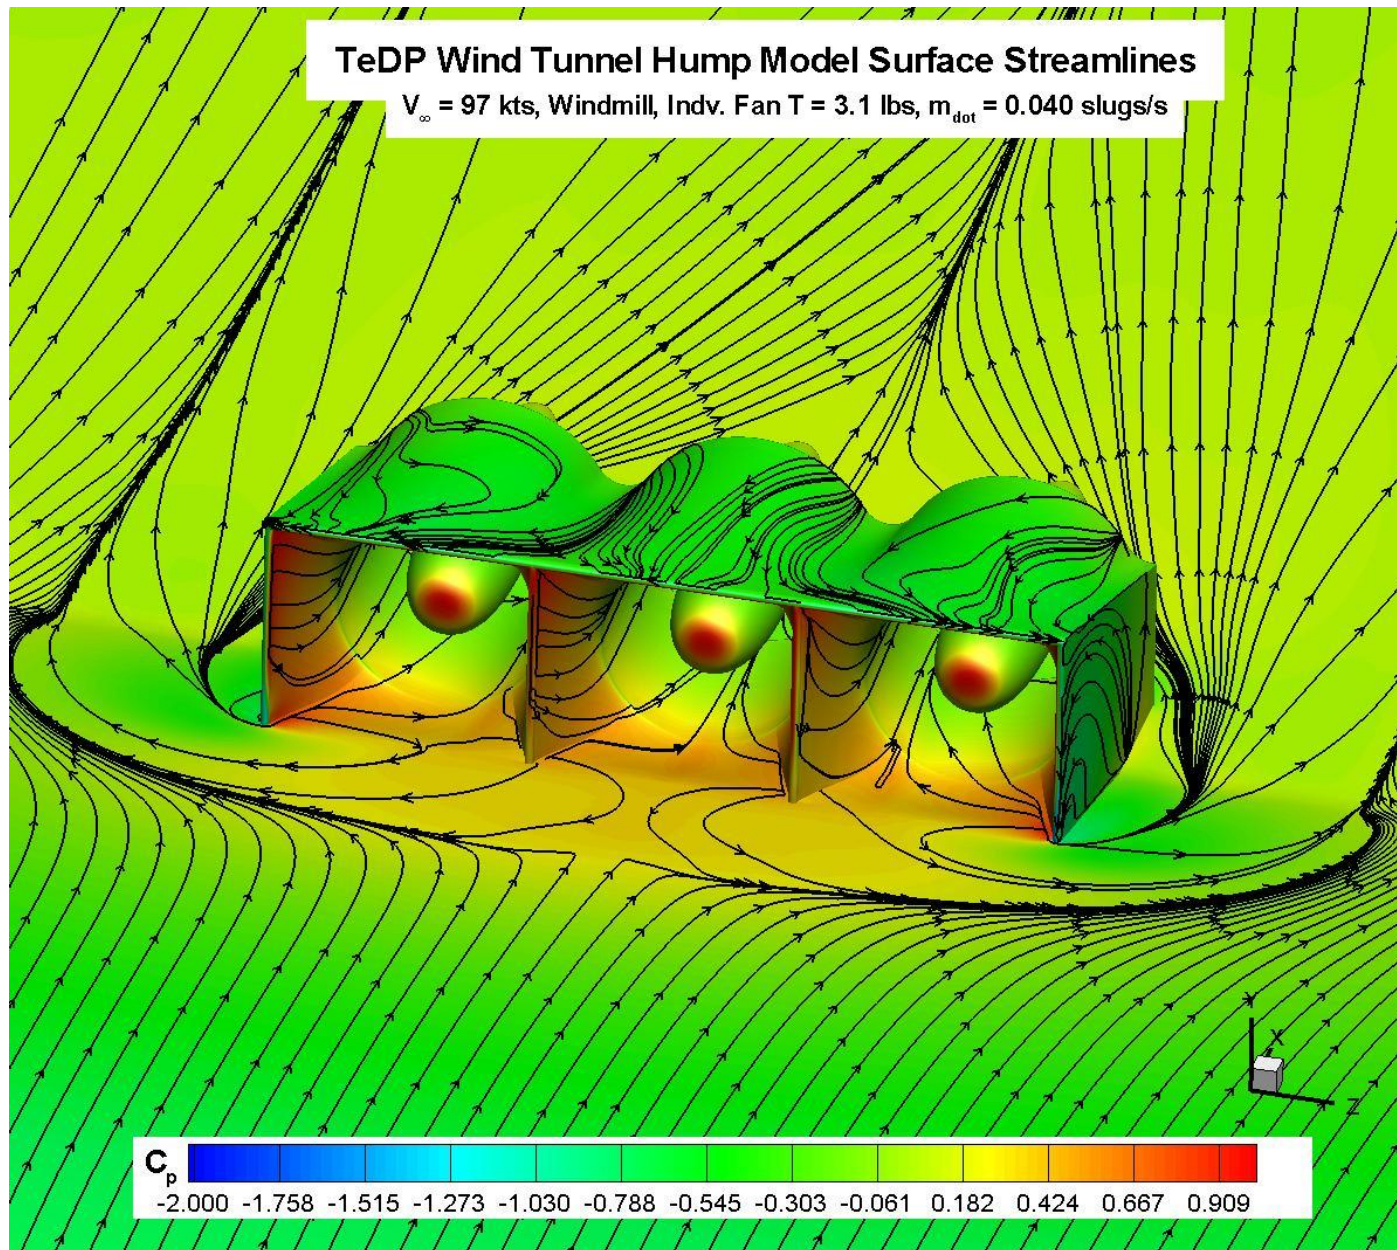 TeDP Wind Tunnel Hump Model Surface Streamlines
V∞ = 97 kts, Windmill, Indv. Fan T = 3.1 lbs, mdot = 0.040 slugs/s
Y
X
Z
Cp
-2.000 -1.758 -1.515 -1.273 -1.030 -0.788 -0.545 -0.303 -0.061 0.182 0.424 0.667 0.909